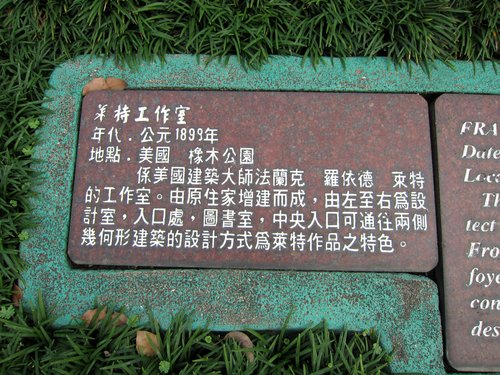 萊特工作室
年代．公元1899年
地點．美國　橡木公園
係美國建築大師法蘭克　羅依德　萊特
的工作室。由原住家增建而成，由左至右為設
計室，入口處，圖書室，中央入口可通往兩側
幾何形建築的設計方式為萊特作品之特色。
FRA
Date
Loca
Th
tect
Fro
foye
con
des